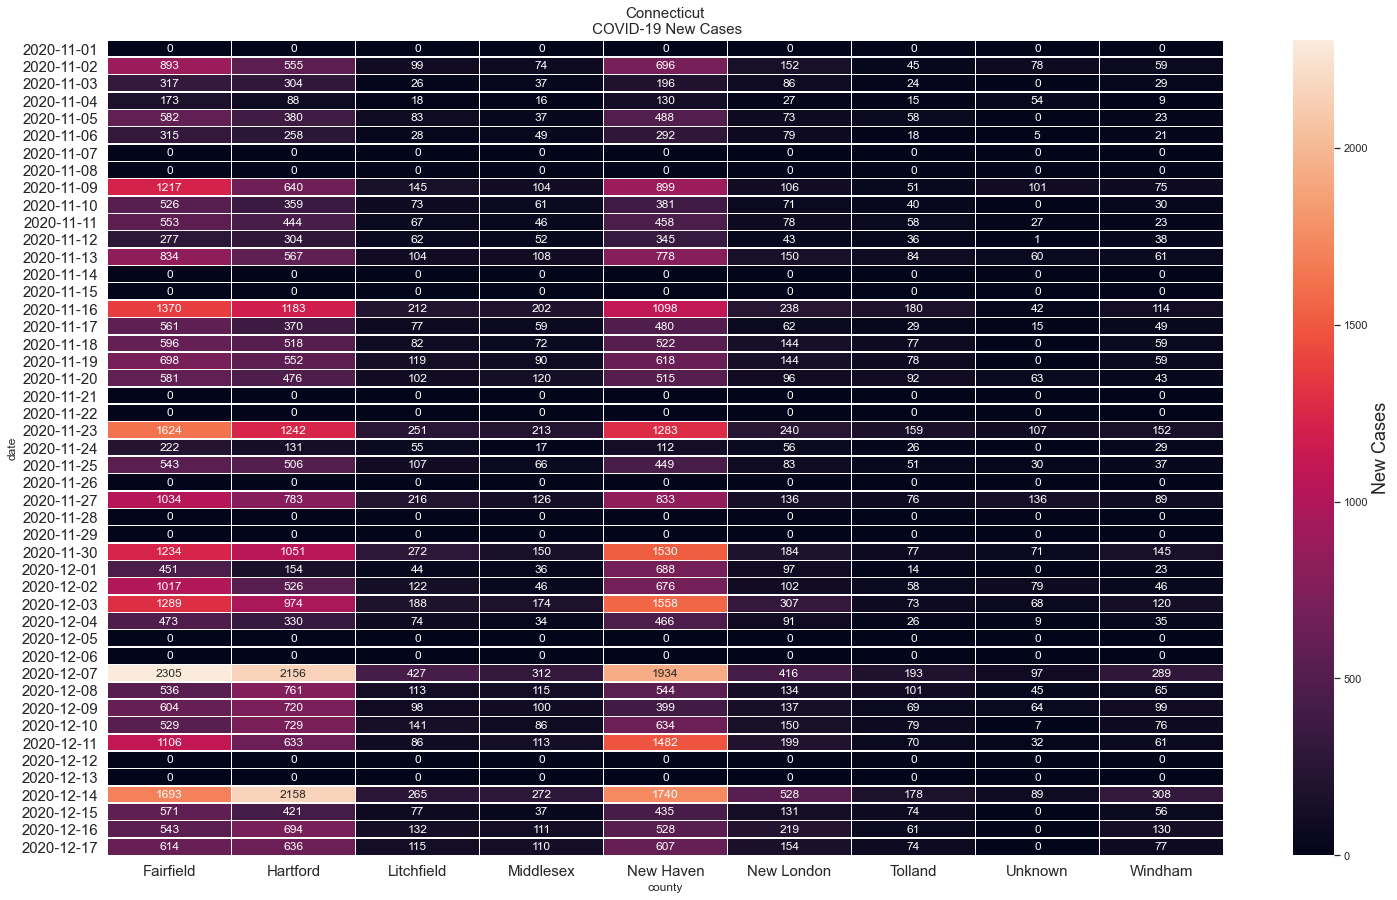 Connecticut
COVID-19 New Cases
2020-11-01 0 0 0 0 0 0 0 0 0
2020-11-02 893 555 99 74 696 152 45 78 59
2020-11-03 317 304 26 37 196 86 24 0 29
2020-11-04 173 88 18 16 130 27 15 54 9
2020-11-05 582 380 83 37 488 73 58 0 23
2020-11-06 315 258 28 49 292 79 18 5 21
2020-11-07 0 0 0 0 0 0 0 0 0
2020-11-08 0 0 0 0 0 0 0 0 0
2020-11-09 1217 640 145 104 899 106 51 101 75
2020-11-10 526 359 73 61 381 71 40 0 30
2020-11-11 553 444 67 46 458 78 58 27 23
2020-11-12 277 304 62 52 345 43 36 1 38
2020-11-13 834 567 104 108 778 150 84 60 61
2020-11-14 0 0 0 0 0 0 0 0 0
2020-11-15 0 0 0 0 0 0 0 0 0
2020-11-16 1370 1183 212 202 1098 238 180 42 114
2020-11-17 561 370 77 59 480 62 29 15 49
2020-11-18 596 518 82 72 522 144 77 0 59
2020-11-19 698 552 119 90 618 144 78 0 59
2020-11-20 581 476 102 120 515 96 92 63 43
2020-11-21 0 0 0 0 0 0 0 0 0
2020-11-22 0 0 0 0 0 0 0 0 0
2020-11-23 1624 1242 251 213 1283 240 159 107 152
2020-11-24 222 131 55 17 112 56 26 0 29
2020-11-25 543 506 107 66 449 83 51 30 37
2020-11-26 0 0 0 0 0 0 0 0 0
2020-11-27 1034 783 216 126 833 136 76 136 89
2020-11-28 0 0 0 0 0 0 0 0 0
2020-11-29 0 0 0 0 0 0 0 0 0
2020-11-30 1234 1051 272 150 1530 184 77 71 145
2020-12-01 451 154 44 36 688 97 14 0 23
2020-12-02 1017 526 122 46 676 102 58 79 46
2020-12-03 1289 974 188 174 1558 307 73 68 120
2020-12-04 473 330 74 34 466 91 26 9 35
2020-12-05 0 0 0 0 0 0 0 0 0
2020-12-06 0 0 0 0 0 0 0 0 0
2020-12-07 2305 2156 427 312 1934 416 193 97 289
2020-12-08 536 761 113 115 544 134 101 45 65
2020-12-09 604 720 98 100 399 137 69 64 99
2020-12-10 529 729 141 86 634 150 79 7 76
2020-12-11 1106 633 86 113 1482 199 70 32 61
2020-12-12 0 0 0 0 0 0 0 0 0
2020-12-13 0 0 0 0 0 0 0 0 0
2020-12-14 1693 2158 265 272 1740 528 178 89 308
2020-12-15 571 421 77 37 435 131 74 0 56
2020-12-16 543 694 132 111 528 219 61 0 130
2020-12-17 614 636 115 110 607 154 74 0 77
Fairfield Hartford Litchfield Middlesex New Haven New London Tolland Unknown Windham
county
date
2000
1500
1000
500
0
New Cases